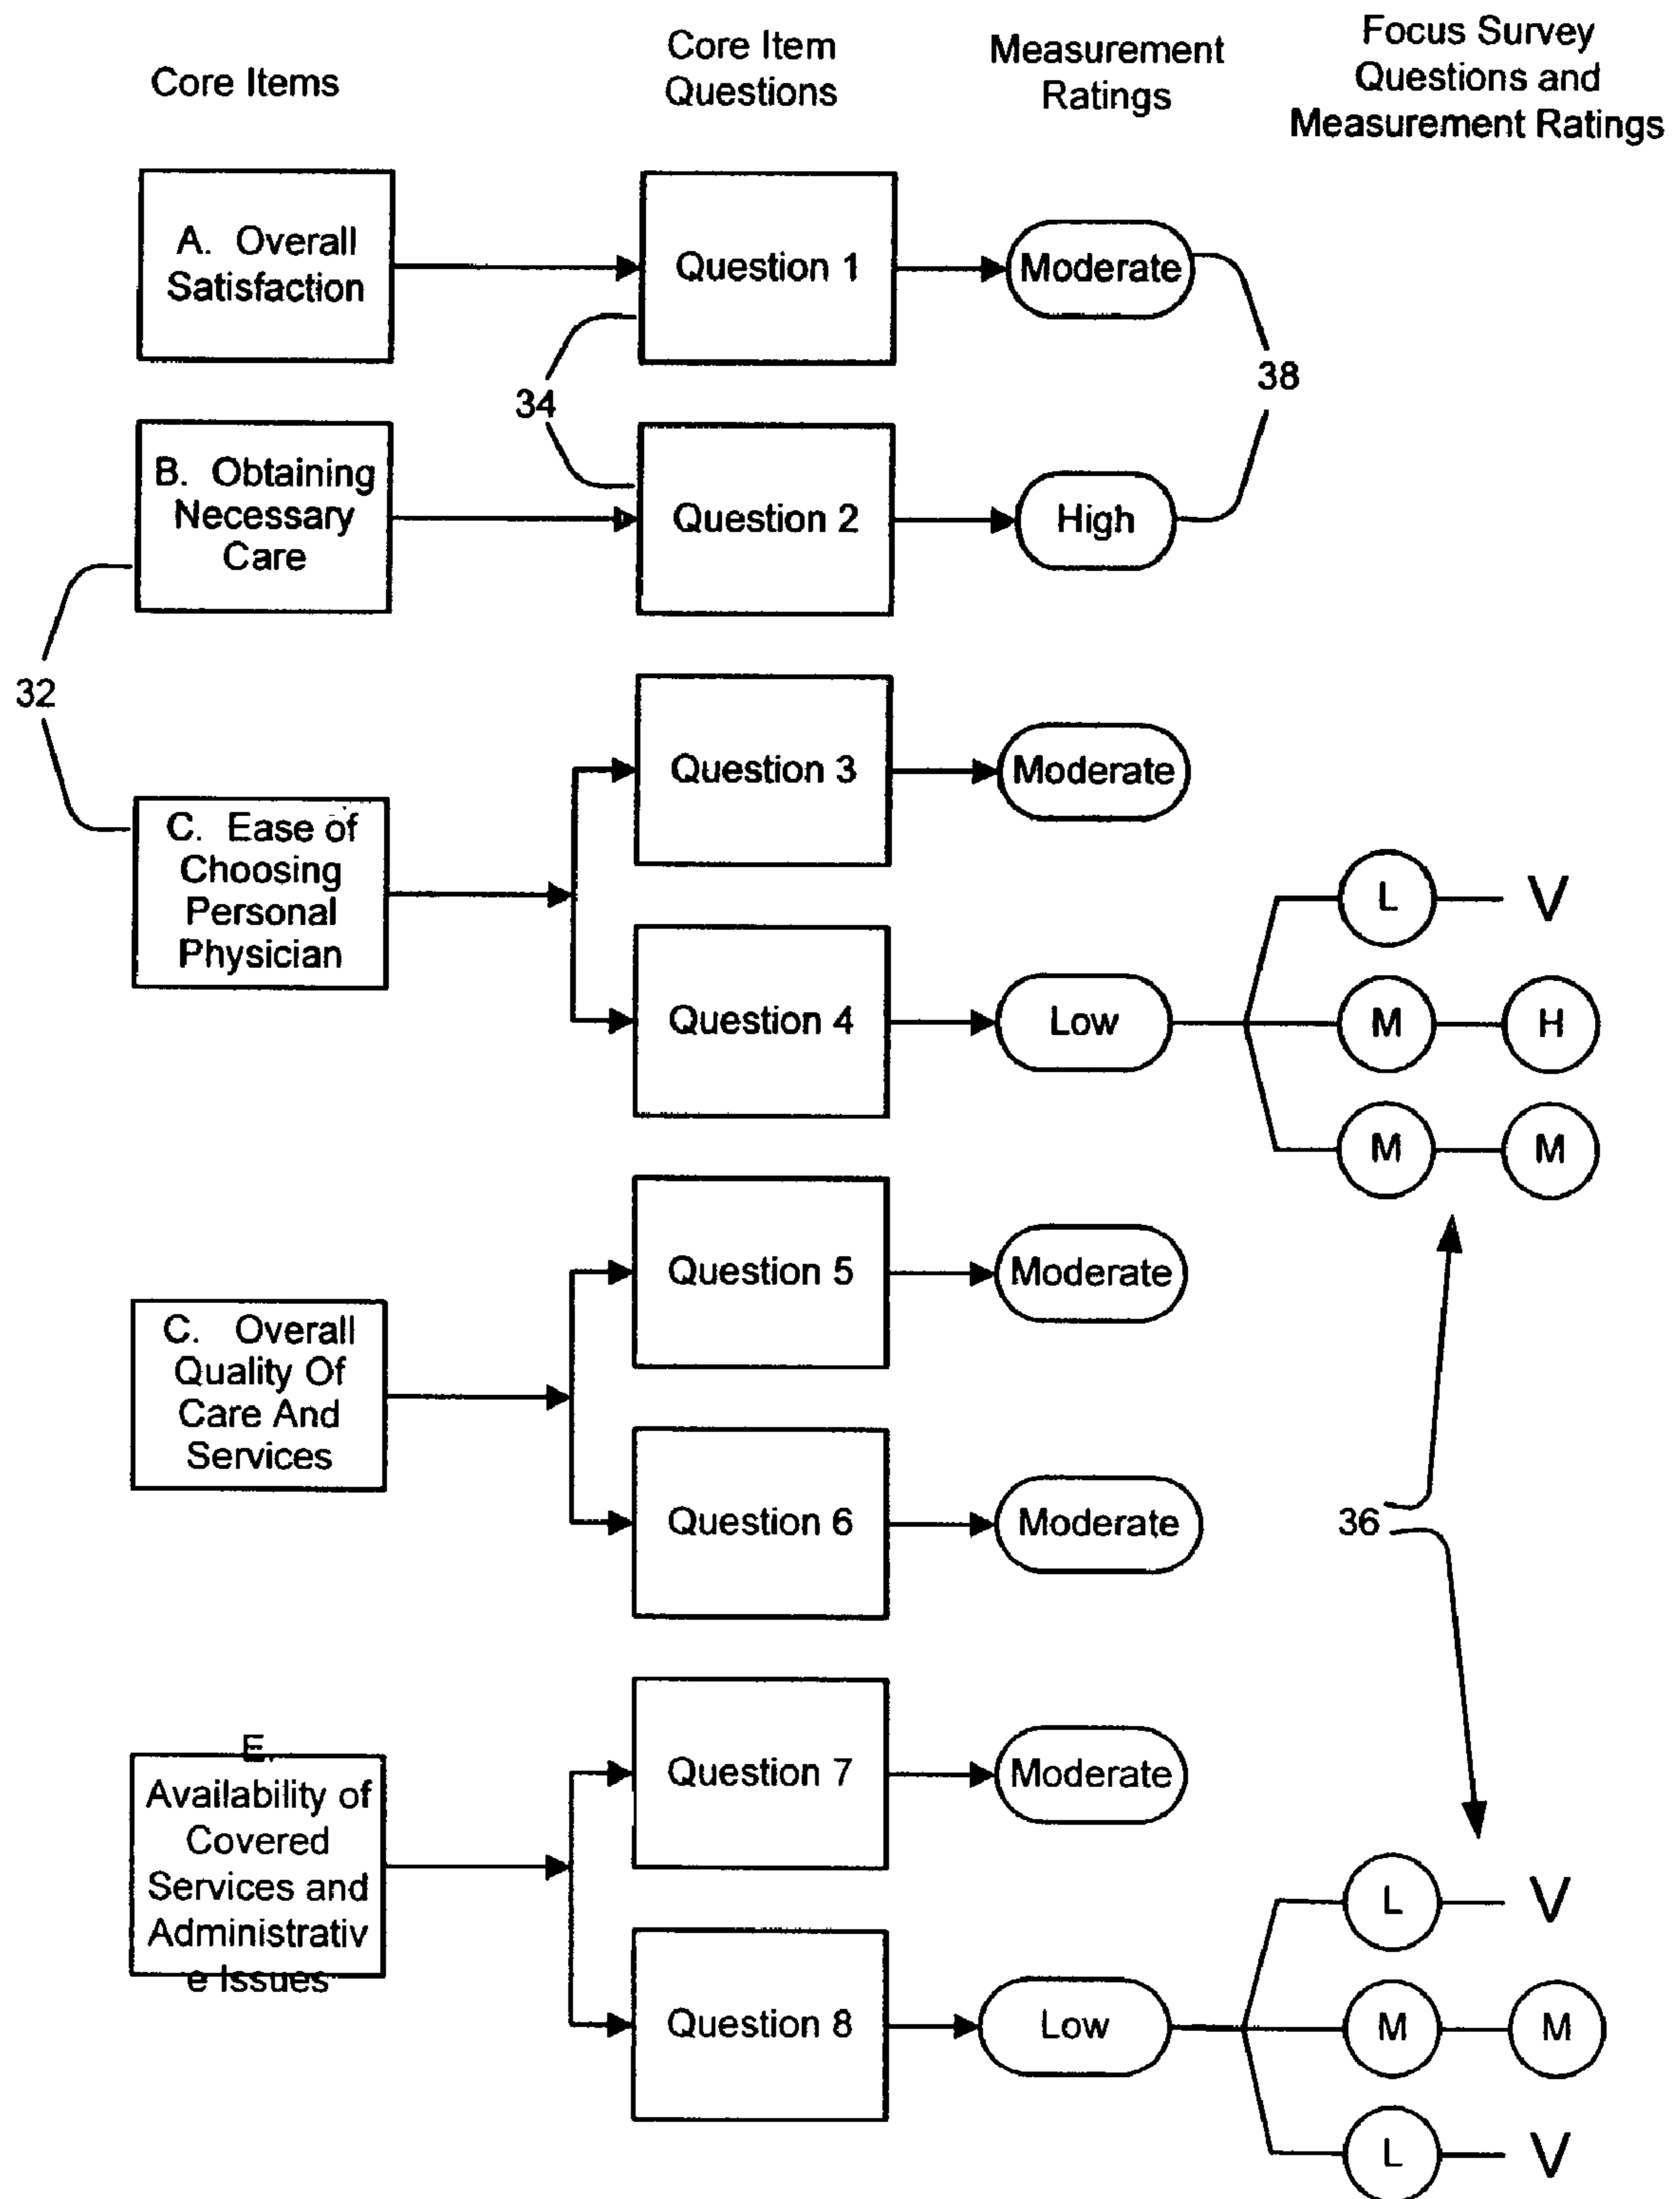 Core Items
Core Item
Questions
Measurement
Ratings
Focus Survey
Questions and
Measurement Ratings
A. Overall
Satisfaction
Question 1
Moderate
34
38
B. Obtaining
Necessary
Care
Question 2
High
32
Question 3
Moderate
C. Ease of
Choosing
Personal
Physician
L
V
Question 4
Low
M
H
M
M
Question 5
Moderate
C. Overall
Quality Of
Care And
Services
Question 6
Moderate
36
Question 7
Moderate
E.
Availability of
Covered
Services and
Administrativ
e Issues
L
V
Question 8
Low
M
M
L
V